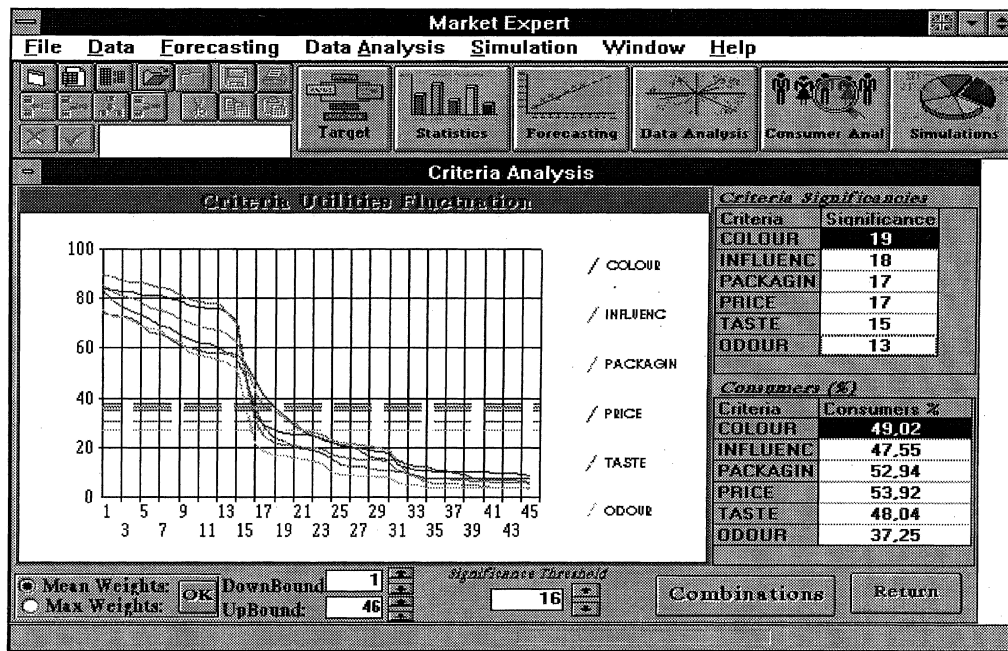 Market Expert
File Data Forecasting Data Analysis Simulation Window Help
Target Statistics Forecasting Data Analysis Consumer Anal Simulations
Criteria Analysis
Criteria Utilities Fluctuation
100
80
60
40
20
0
1 5 9 13 17 21 25 29 33 37 41 45
3 7 11 15 19 23 27 31 35 39 43
COLOUR
INFLUENC
PACKAGIN
PRICE
TASTE
ODOUR
Criteria Significancies
Criteria Significance
COLOUR 19
INFLUENC 18
PACKAGIN 17
PRICE 17
TASTE 15
ODOUR 13
Consumers (%)
Criteria Consumers %
COLOUR 49,02
INFLUENC 47,55
PACKAGIN 52,94
PRICE 53,92
TASTE 48,04
ODOUR 37,25
Mean Weights: OK DownBound 1
Max Weights: UpBound: 46
Significance Threshold
16
Combinations Return